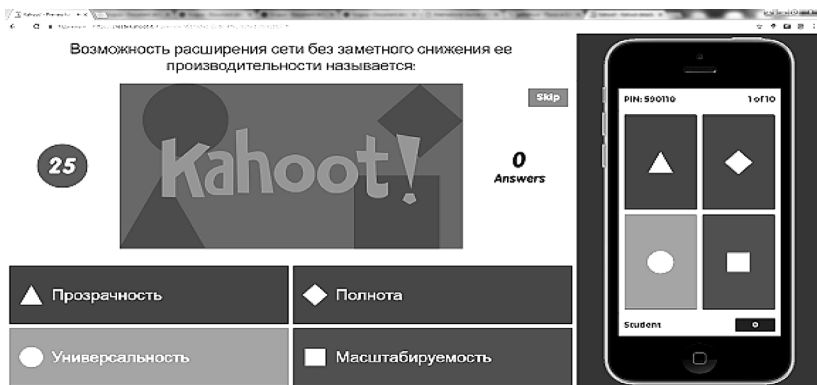 Возможность расширения сети без заметного снижения ее
производительности называется:
Skip
25
Kahoot!
0
Answers
Прозрачность
Полнота
Универсальность
Масштабируемость
PIN: 590110
1 of 10
Student
0